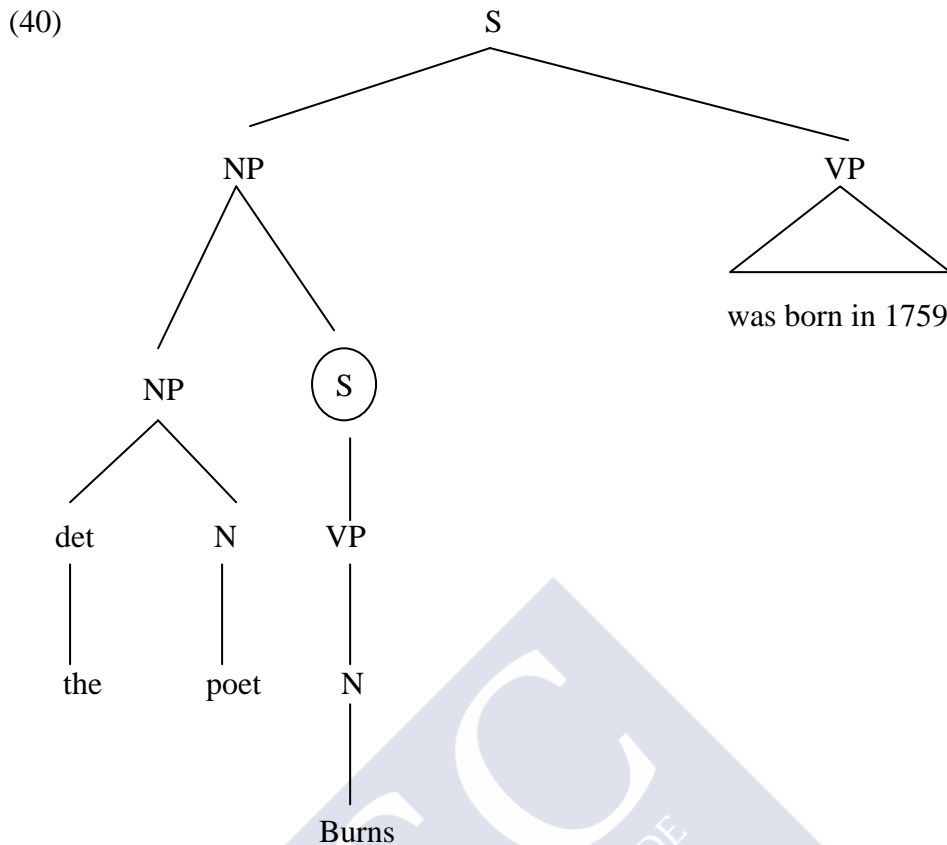 (40) S
NP VP
was born in 1759
NP S
det N VP
the poet N
Burns